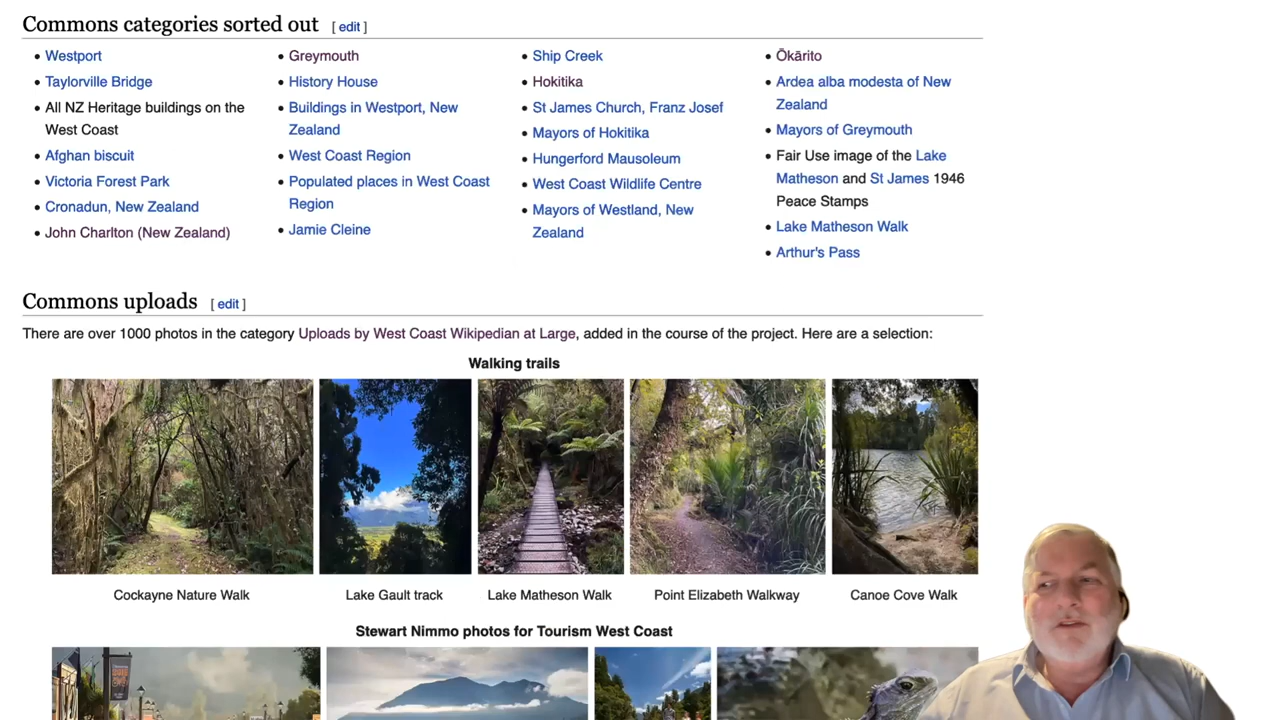 Commons categories sorted out [ edit ]
Westport
Taylorville Bridge
All NZ Heritage buildings on the
West Coast
Afghan biscuit
Victoria Forest Park
Cronadun, New Zealand
John Charlton (New Zealand)
Greymouth
History House
Buildings in Westport, New
Zealand
West Coast Region
Populated places in West Coast
Region
Jamie Cleine
Ship Creek
Hokitika
St James Church, Franz Josef
Mayors of Hokitika
Hungerford Mausoleum
West Coast Wildlife Centre
Mayors of Westland, New
Zealand
Ōkārito
Ardea alba modesta of New
Zealand
Mayors of Greymouth
Fair Use image of the Lake
Matheson and St James 1946
Peace Stamps
Lake Matheson Walk
Arthur's Pass
Commons uploads [ edit ]
There are over 1000 photos in the category Uploads by West Coast Wikipedian at Large, added in the course of the project. Here are a selection:
Walking trails
Cockayne Nature Walk
Lake Gault track
Lake Matheson Walk
Point Elizabeth Walkway
Canoe Cove Walk
Stewart Nimmo photos for Tourism West Coast